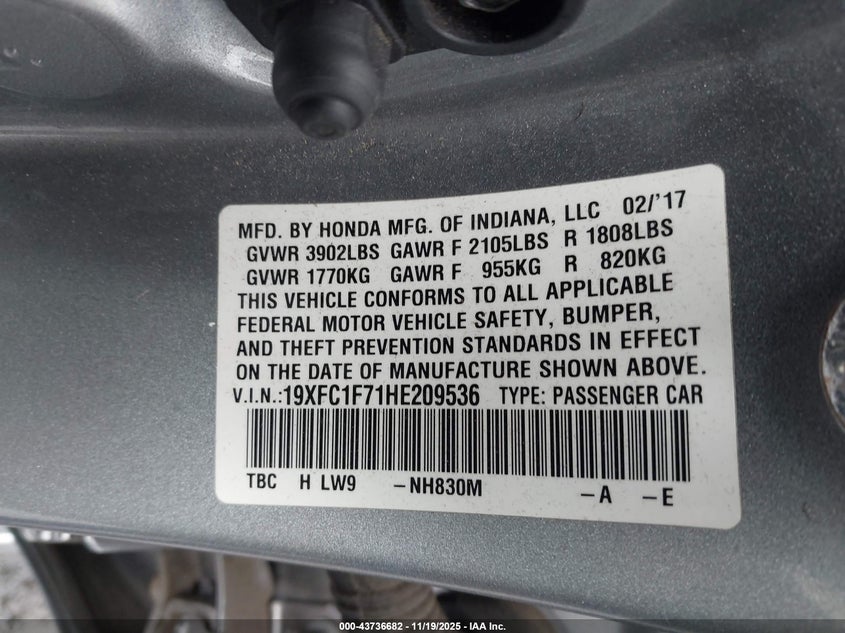 MFD. BY HONDA MFG. OF INDIANA, LLC 02/'17
GVWR 3902LBS GAWR F 2105LBS R 1808LBS
GVWR 1770KG GAWR F 955KG R 820KG
THIS VEHICLE CONFORMS TO ALL APPLICABLE
FEDERAL MOTOR VEHICLE SAFETY, BUMPER,
AND THEFT PREVENTION STANDARDS IN EFFECT
ON THE DATE OF MANUFACTURE SHOWN ABOVE.
V.I.N.:19XFC1F71HE209536 TYPE: PASSENGER CAR
TBC H LW9 -NH830M -A -E
000-43736682 - 11/19/2025 - IAA Inc.